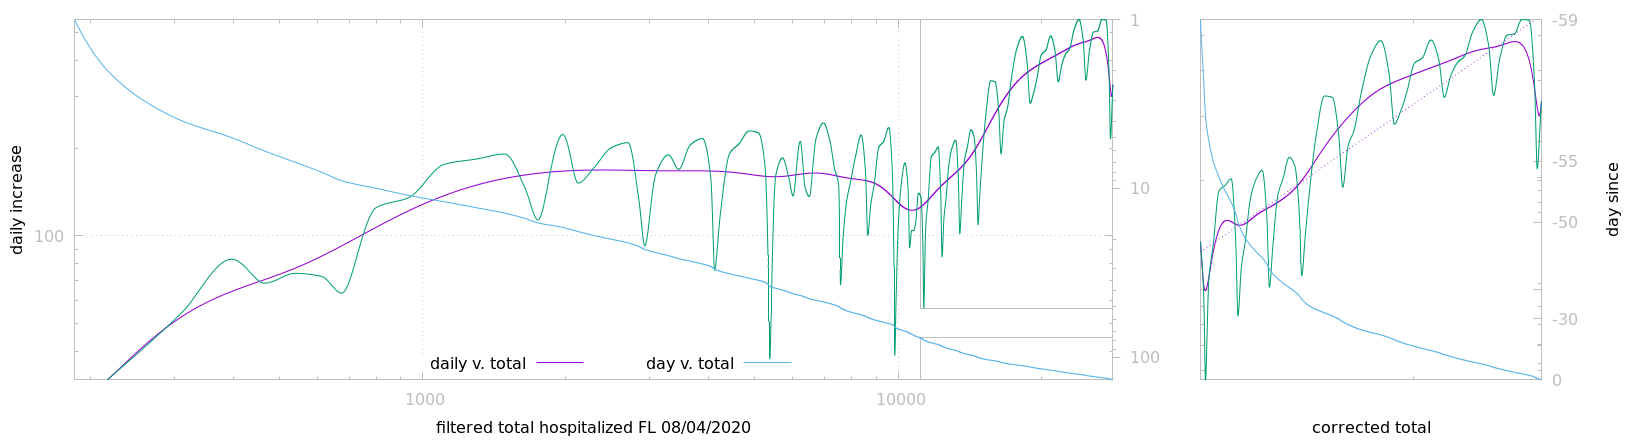 1
-59
daily increase
100
10
100
-55
-50
-30
0
day since
daily v. total
day v. total
1000
10000
filtered total hospitalized FL 08/04/2020
corrected total